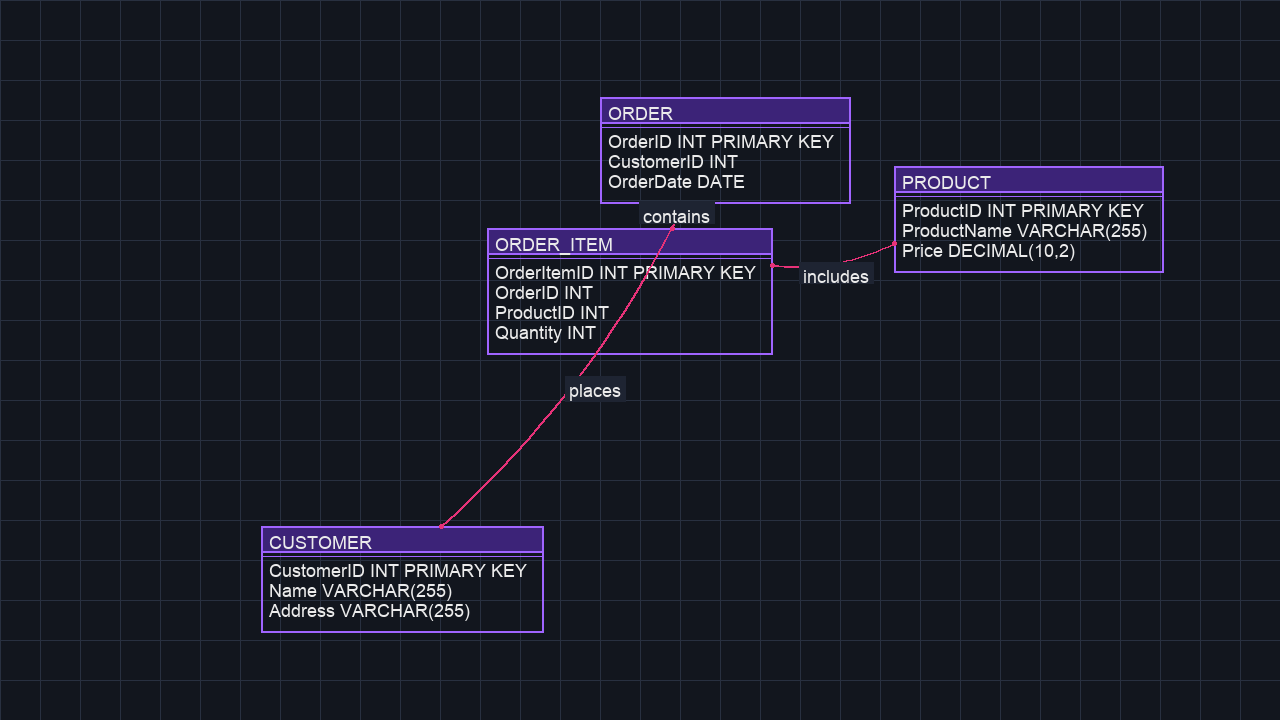 ORDER
OrderID INT PRIMARY KEY
CustomerID INT
OrderDate DATE
PRODUCT
ProductID INT PRIMARY KEY
ProductName VARCHAR(255)
Price DECIMAL(10,2)
contains
ORDER_ITEM
OrderItemID INT PRIMARY KEY
OrderID INT
ProductID INT
Quantity INT
includes
places
CUSTOMER
CustomerID INT PRIMARY KEY
Name VARCHAR(255)
Address VARCHAR(255)